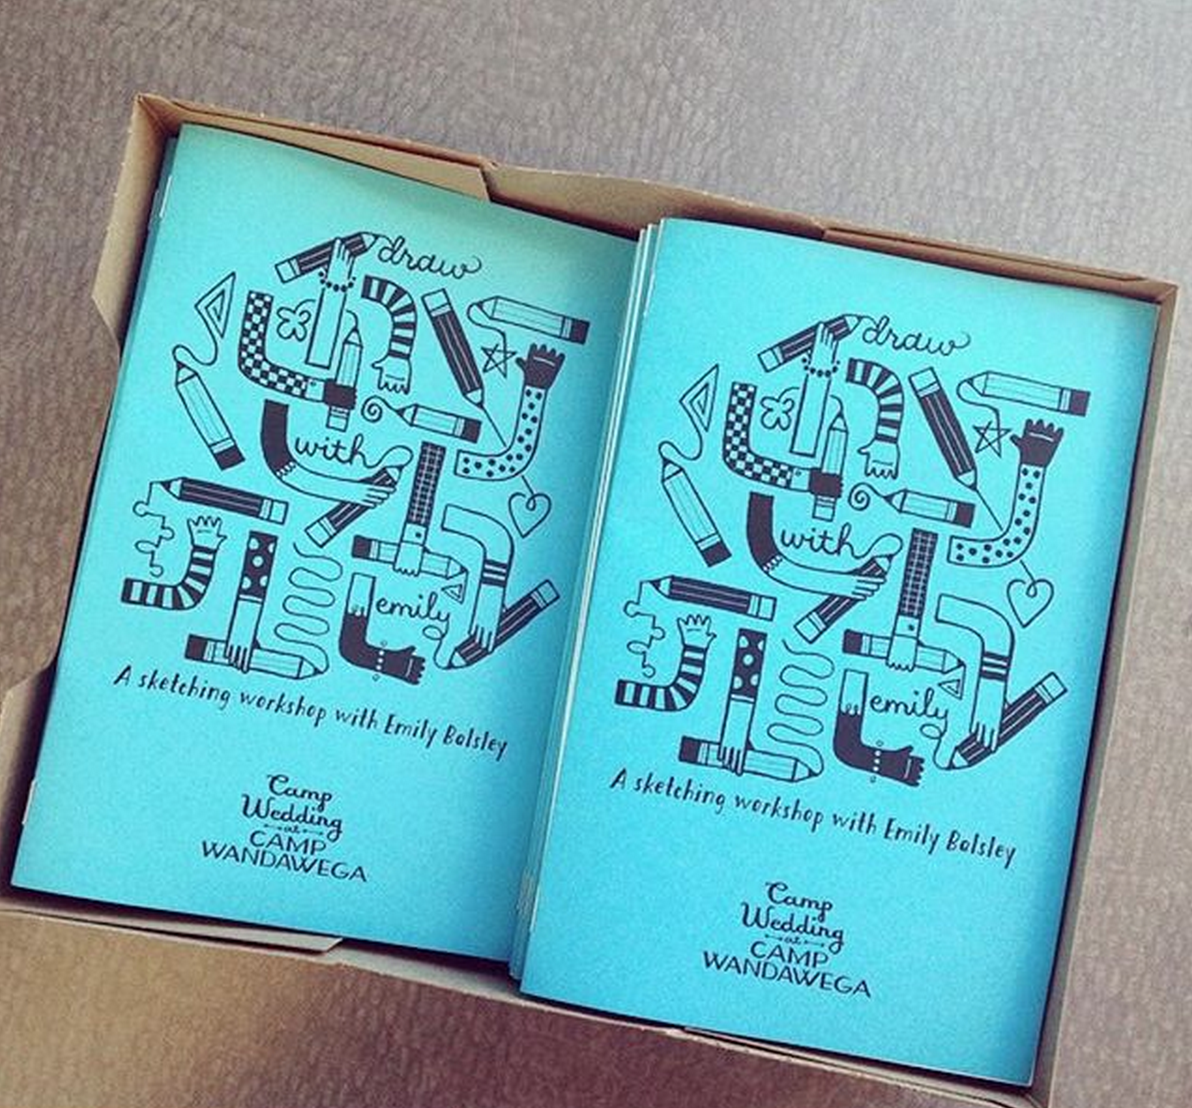 draw
with
emily
A sketching workshop with Emily Balsley
Camp
Wedding
at
CAMP
WANDAWEGA
draw
with
emily
A sketching workshop with Emily Balsley
Camp
Wedding
at
CAMP
WANDAWEGA